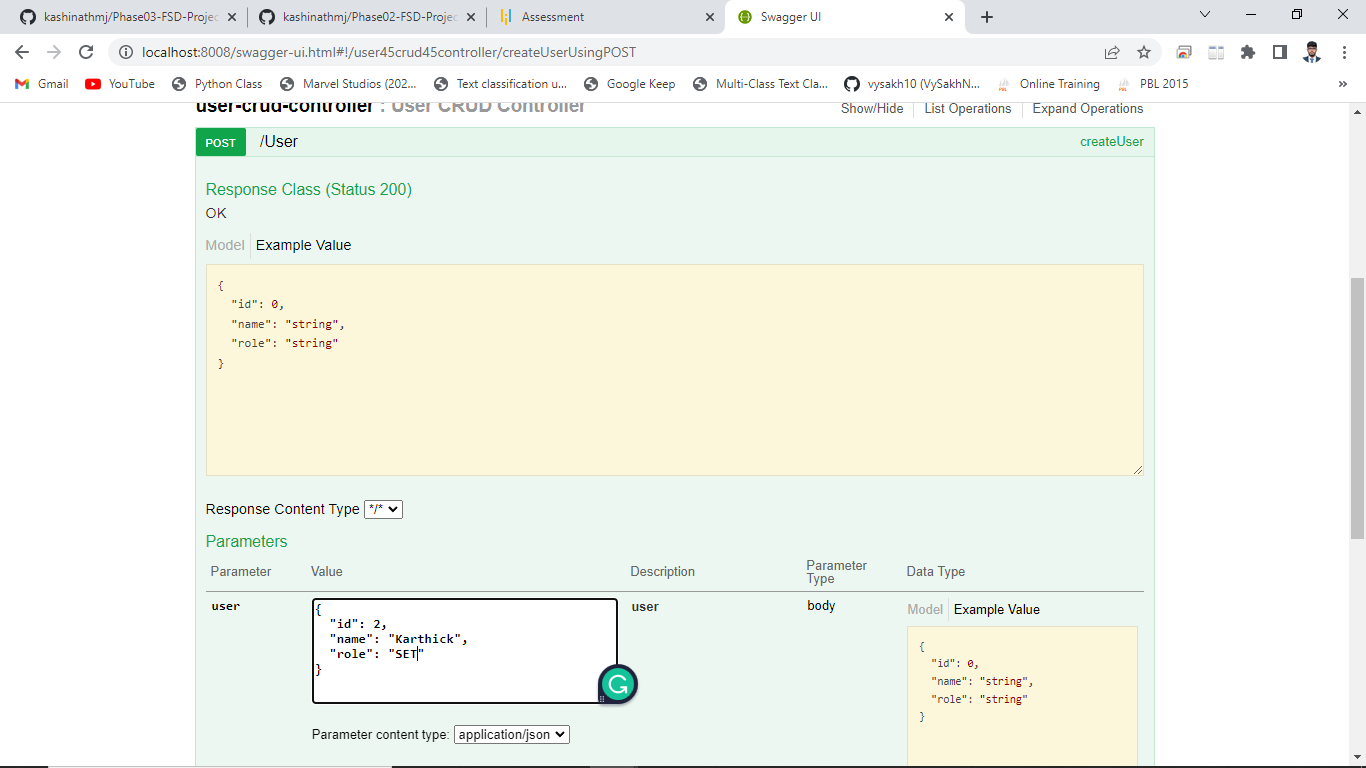 kashinathmj/Phase03-FSD-Projec
kashinathmj/Phase02-FSD-Projec
Assessment
Swagger UI
localhost:8008/swagger-ui.html#!/user45crud45controller/createUserUsingPOST
Gmail
YouTube
Python Class
Marvel Studios (202...
Text classification u...
Google Keep
Multi-Class Text Cla...
vysakh10 (VySakhN...
Online Training
PBL 2015
»
user-crud-controller : User CRUD Controller
Show/Hide
List Operations
Expand Operations
POST
/User
createUser
Response Class (Status 200)
OK
Model
Example Value
{
"id": 0,
"name": "string",
"role": "string"
}
Response Content Type */*
Parameters
Parameter
Value
Description
Parameter
Type
Data Type
user
{
"id": 2,
"name": "Karthick",
"role": "SET"
}
user
body
Model
Example Value
{
"id": 0,
"name": "string",
"role": "string"
}
Parameter content type: application/json